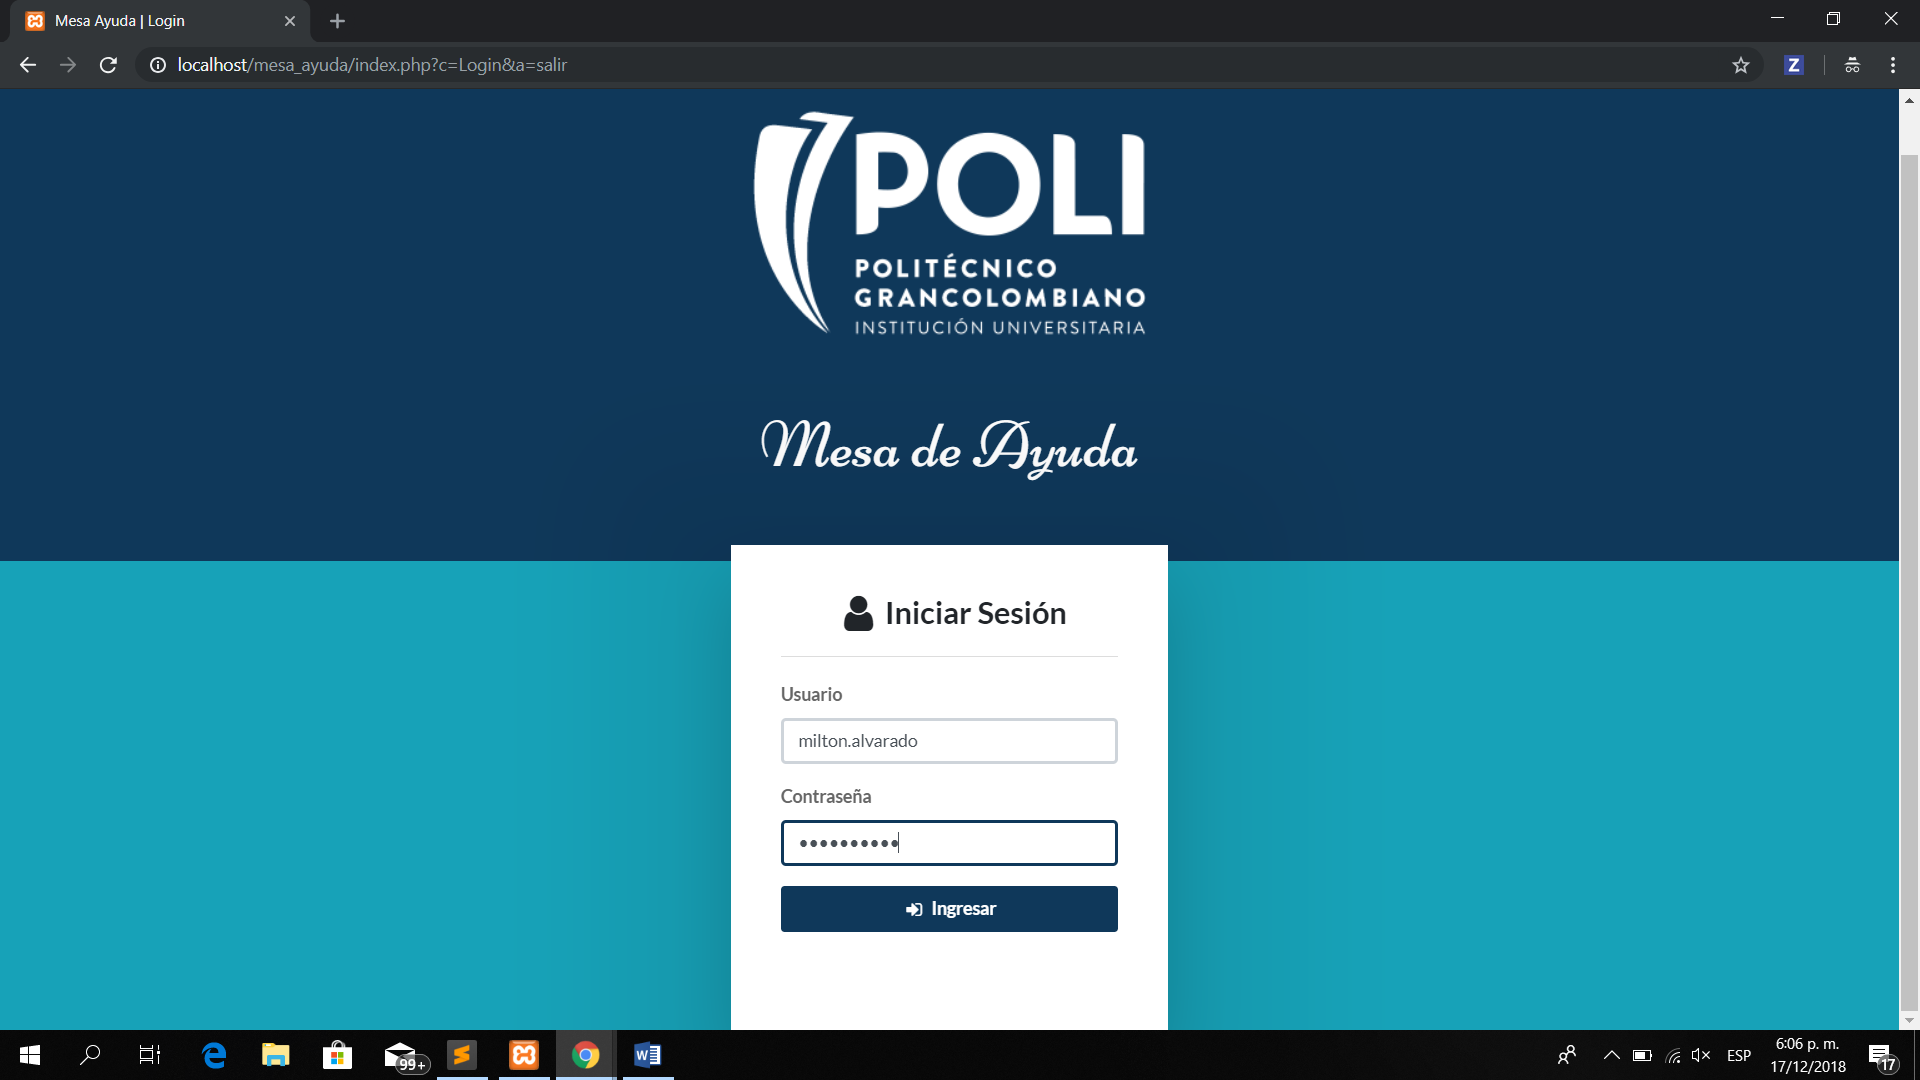 Mesa Ayuda | Login
localhost/mesa_ayuda/index.php?c=Login&a=salir
Z
POLI
POLITÉCNICO
GRANCOLOMBIANO
INSTITUCIÓN UNIVERSITARIA
Mesa de Ayuda
Iniciar Sesión
Usuario
milton.alvarado
Contraseña
••••••••••
Ingresar
99+
W
ESP
6:06 p. m.
17/12/2018
17